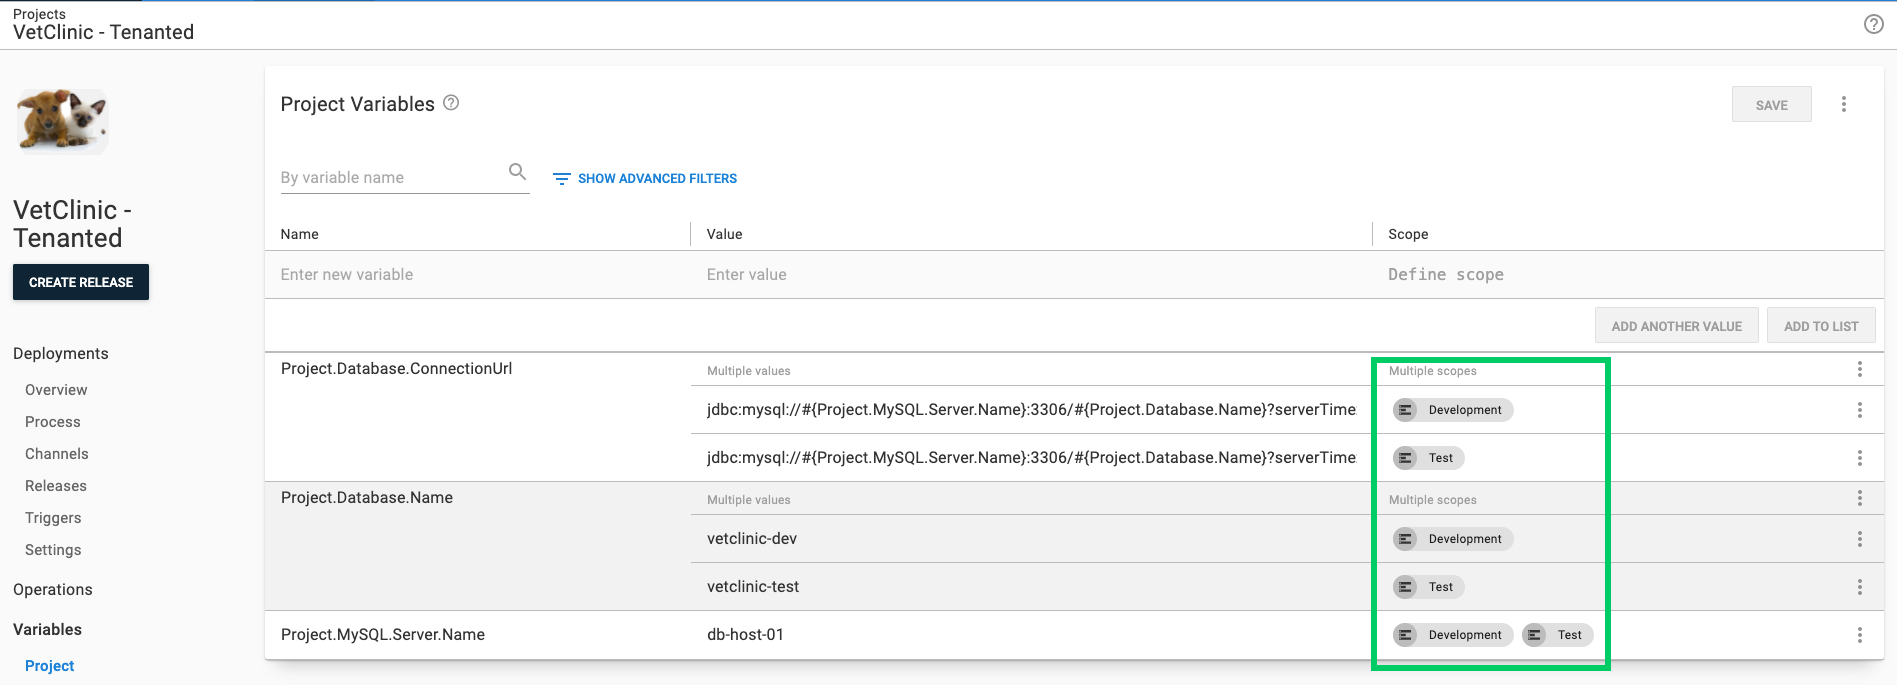 Projects
VetClinic - Tenanted
VetClinic -
Tenanted
CREATE RELEASE
Deployments
Overview
Process
Channels
Releases
Triggers
Settings
Operations
Variables
Project
Project Variables
SAVE
By variable name
SHOW ADVANCED FILTERS
Name Value Scope
Enter new variable Enter value Define scope
ADD ANOTHER VALUE ADD TO LIST
Project.Database.ConnectionUrl Multiple values Multiple scopes
jdbc:mysql://#{Project.MySQL.Server.Name}:3306/#{Project.Database.Name}?serverTime Development
jdbc:mysql://#{Project.MySQL.Server.Name}:3306/#{Project.Database.Name}?serverTime Test
Project.Database.Name Multiple values Multiple scopes
vetclinic-dev Development
vetclinic-test Test
Project.MySQL.Server.Name db-host-01 Development Test